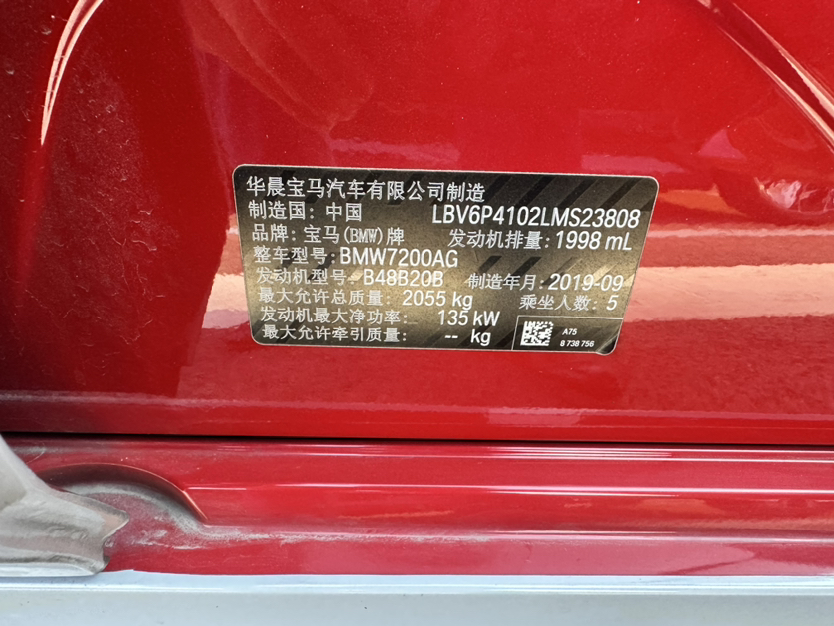 华晨宝马汽车有限公司制造
制造国：中国 LBV6P4102LMS23808
品牌：宝马(BMW)牌 发动机排量：1998 mL
整车型号：BMW7200AG
发动机型号：B48B20B 制造年月：2019-09
最大允许总质量：2055 kg 乘坐人数：5
发动机最大净功率：135 kW
最大允许牵引质量：-- kg
A75
8 738 756